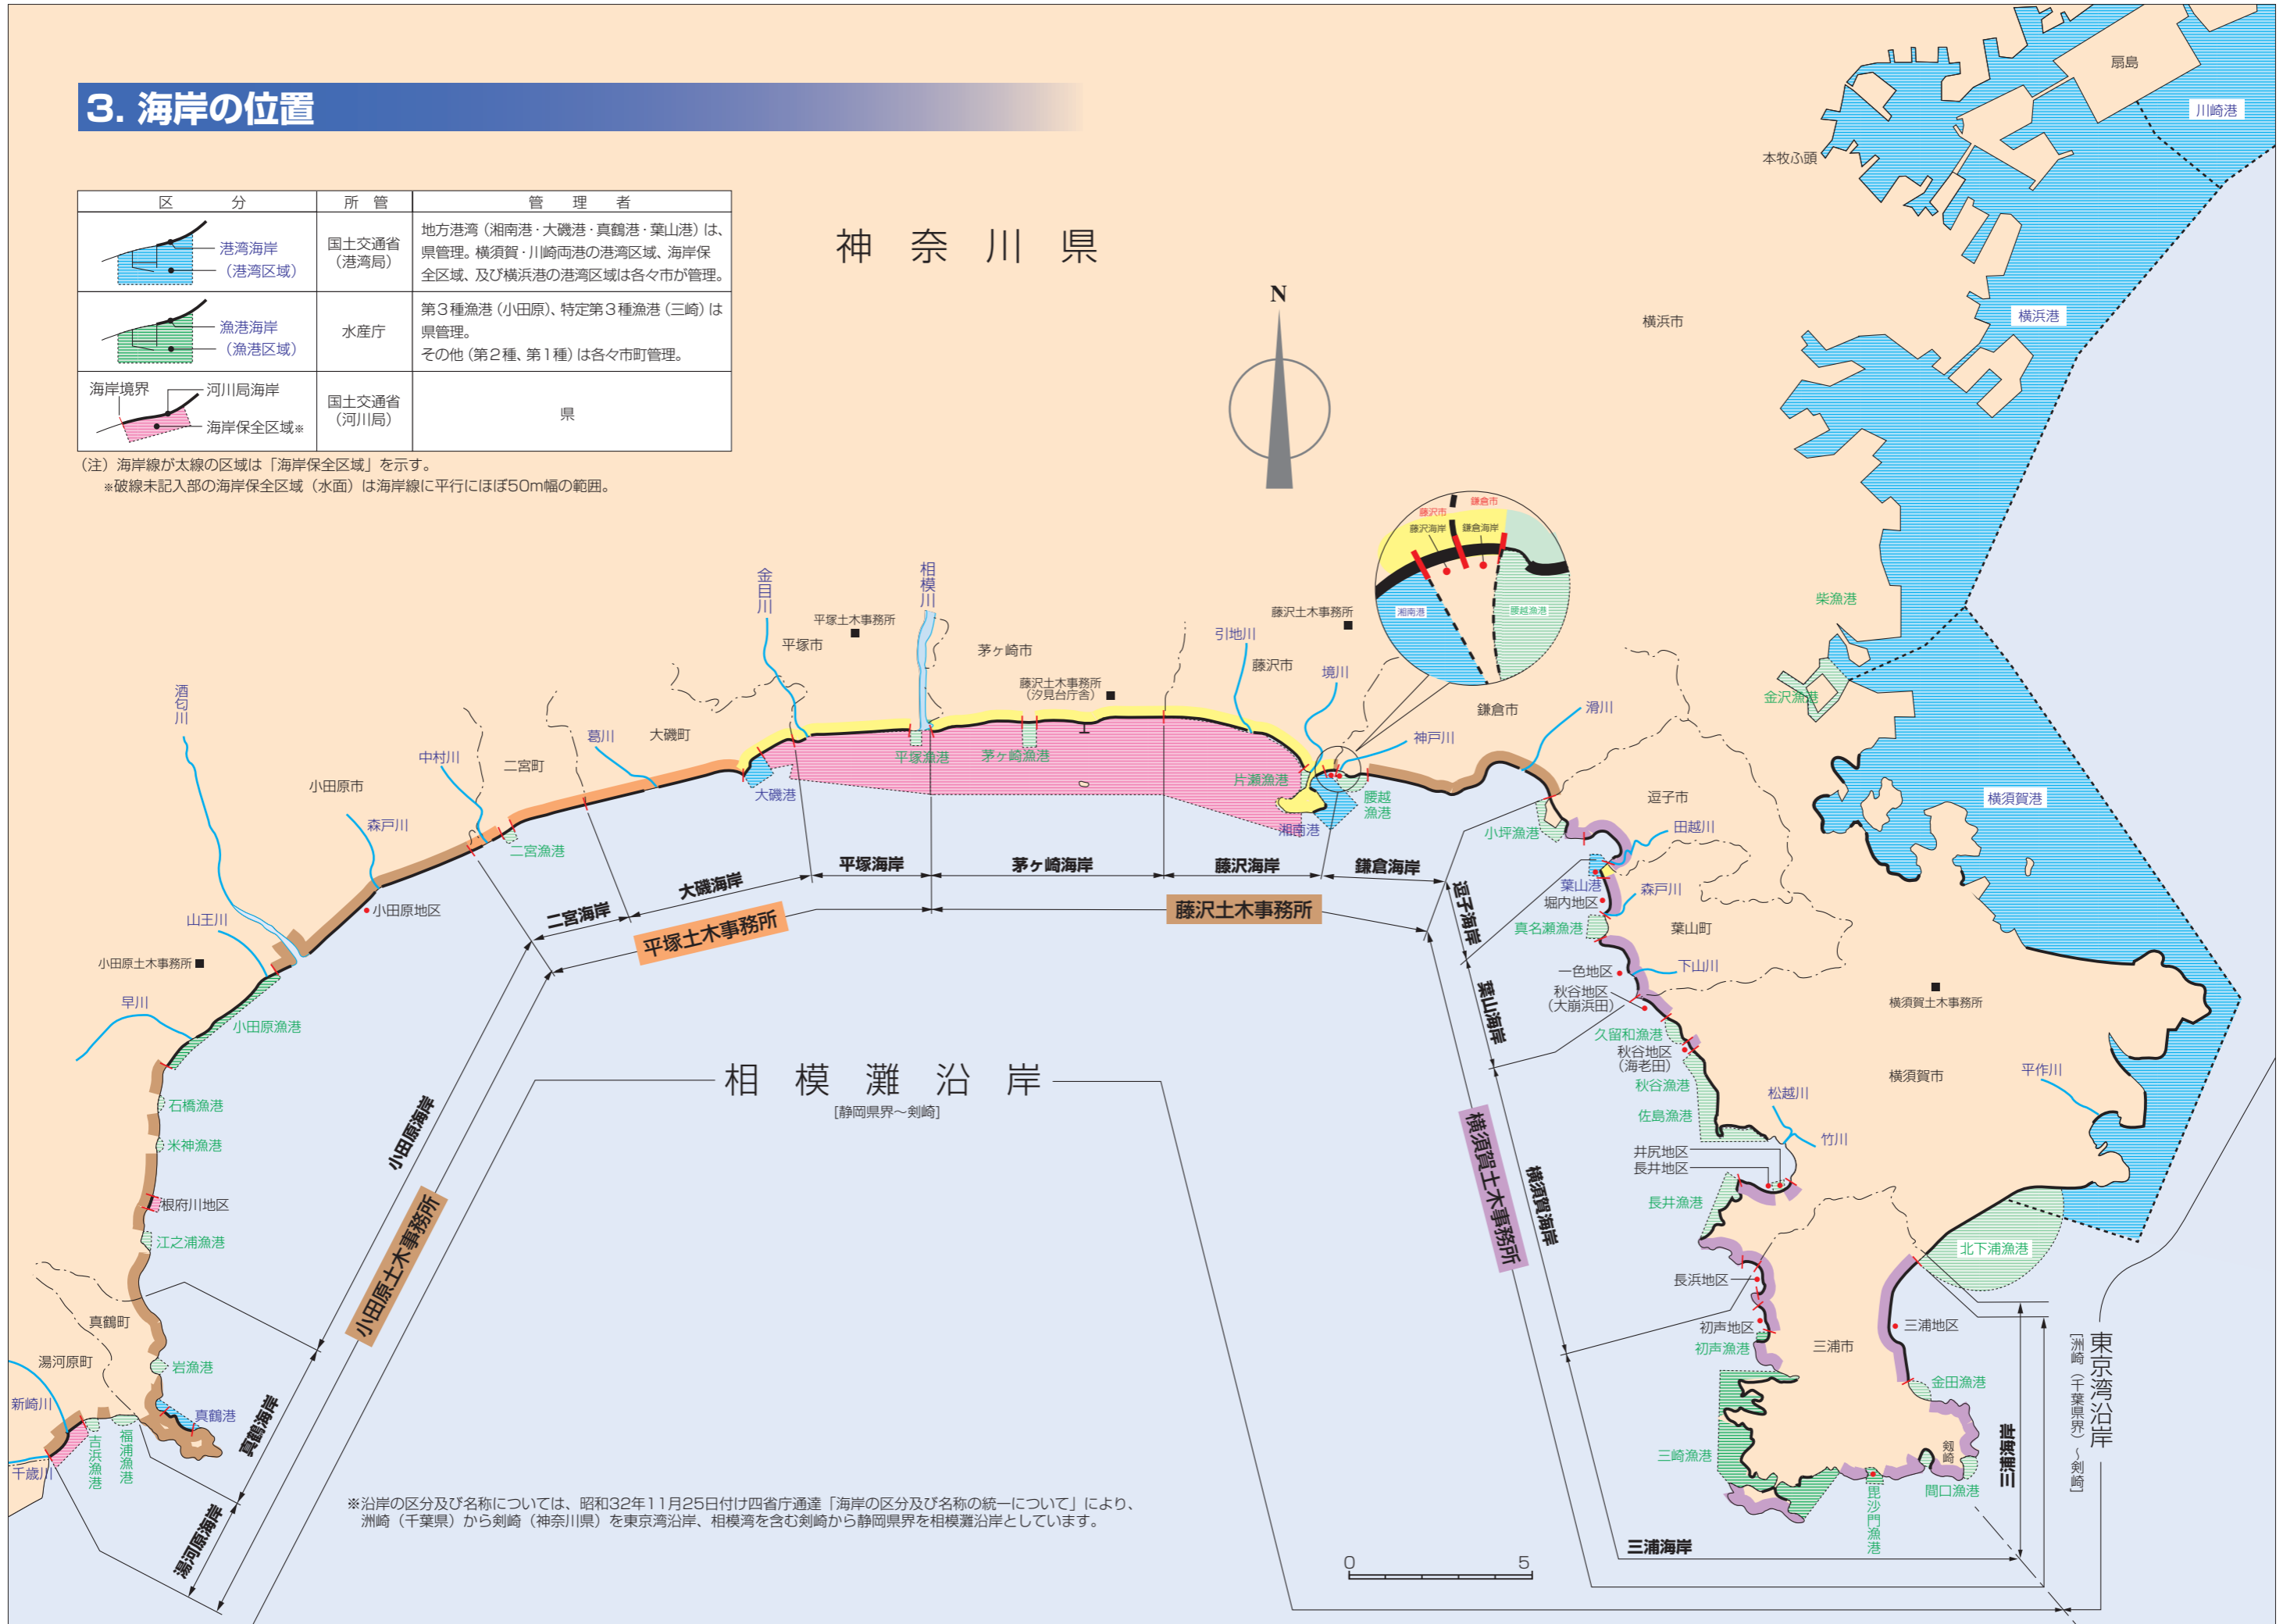 3. 海岸の位置
区　分
所　管
管　理　者
港湾海岸
(港湾区域)
国土交通省
(港湾局)
地方港湾(湘南港・大磯港・真鶴港・葉山港)は、
県管理。横須賀・川崎両港の港湾区域、海岸保
全区域、及び横浜港の港湾区域は各々市が管理。
漁港海岸
(漁港区域)
水産庁
第3種漁港(小田原)、特定第3種漁港(三崎)は
県管理。
その他(第2種、第1種)は各々市町管理。
海岸境界
河川局海岸
海岸保全区域※
国土交通省
(河川局)
県
(注)海岸線が太線の区域は「海岸保全区域」を示す。
※破線未記入部の海岸保全区域(水面)は海岸線に平行にほぼ50m幅の範囲。
神奈川県
N
扇島
川崎港
本牧ふ頭
横浜市
横浜港
柴漁港
金沢漁港
横須賀港
藤沢市
鎌倉市
藤沢海岸
鎌倉海岸
湘南港
腰越漁港
金目川
相模川
平塚土木事務所
平塚市
茅ヶ崎市
藤沢土木事務所
(汐見台庁舎)
引地川
藤沢土木事務所
藤沢市
境川
鎌倉市
滑川
神戸川
酒匂川
小田原市
中村川
二宮町
葛川
大磯町
森戸川
大磯港
平塚漁港
茅ヶ崎漁港
片瀬漁港
湘南港
腰越
漁港
小坪漁港
逗子市
田越川
葉山港
堀内地区
森戸川
真名瀬漁港
葉山町
一色地区
下山川
秋谷地区
(大崩浜田)
久留和漁港
秋谷地区
(海老田)
秋谷漁港
佐島漁港
横須賀土木事務所
横須賀市
平作川
松越川
竹川
井尻地区
長井地区
長井漁港
北下浦漁港
長浜地区
初声地区
初声漁港
三浦市
三浦地区
金田漁港
三崎漁港
剱崎
毘沙門漁港
間口漁港
二宮漁港
小田原地区
山王川
小田原土木事務所
早川
小田原漁港
石橋漁港
米神漁港
根府川地区
江之浦漁港
真鶴町
湯河原町
岩漁港
新崎川
真鶴港
千歳川
吉浜漁港
福浦漁港
平塚海岸
茅ヶ崎海岸
藤沢海岸
鎌倉海岸
大磯海岸
二宮海岸
平塚土木事務所
藤沢土木事務所
逗子海岸
葉山海岸
横須賀土木事務所
横須賀海岸
三浦海岸
三浦海岸
小田原海岸
小田原土木事務所
真鶴海岸
湯河原海岸
相模灘沿岸
[静岡県界〜剣崎]
東京湾沿岸
[洲崎(千葉県界)〜剣崎]
※沿岸の区分及び名称については、昭和32年11月25日付け四省庁通達「海岸の区分及び名称の統一について」により、
洲崎(千葉県)から剣崎(神奈川県)を東京湾沿岸、相模湾を含む剣崎から静岡県界を相模灘沿岸としています。
0
5